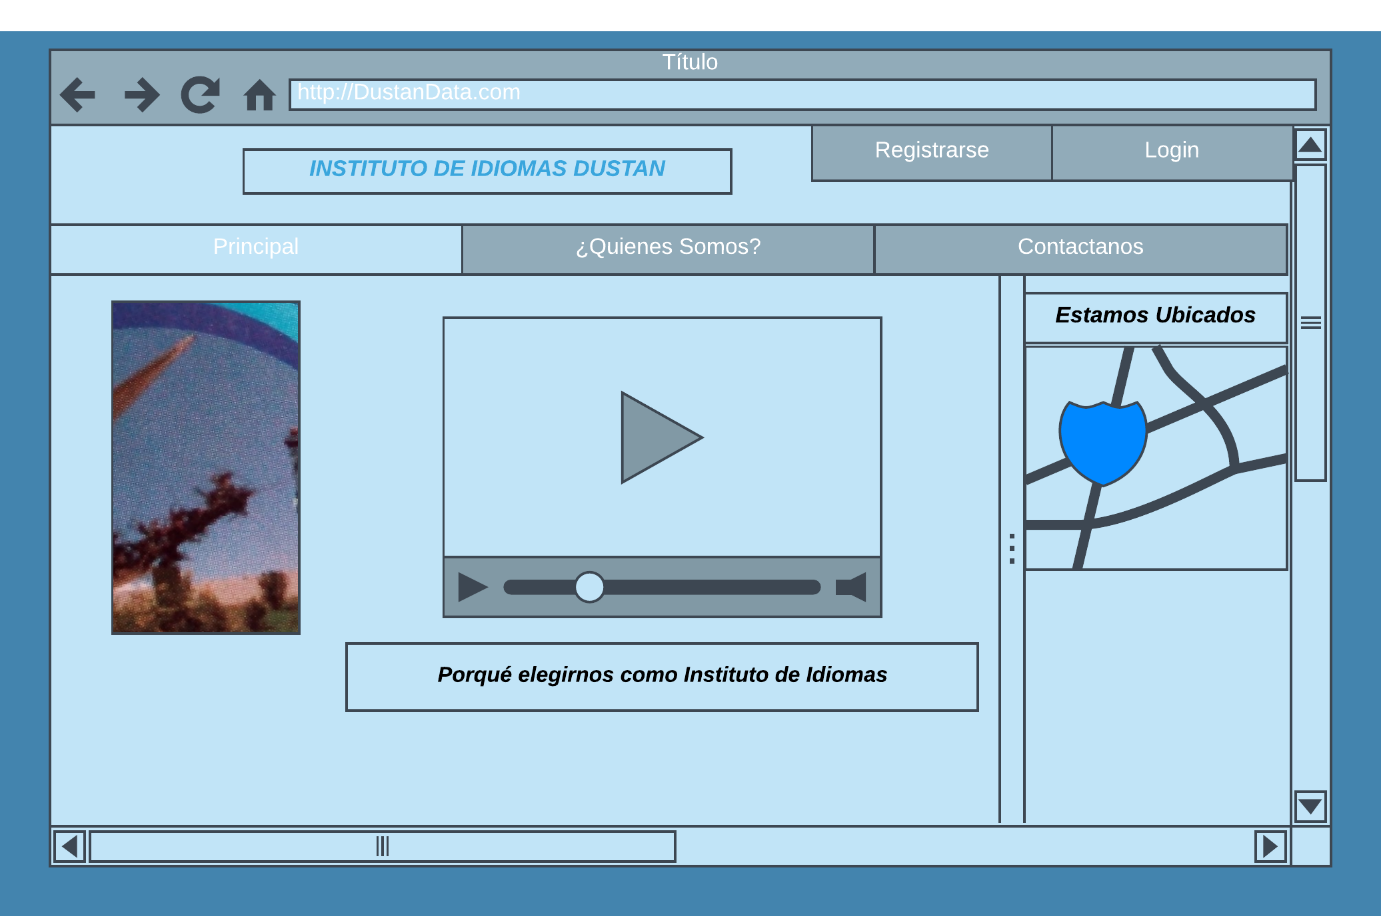 Título
http://DustanData.com
Registrarse
Login
INSTITUTO DE IDIOMAS DUSTAN
Principal
¿Quienes Somos?
Contactanos
Estamos Ubicados
Porqué elegirnos como Instituto de Idiomas